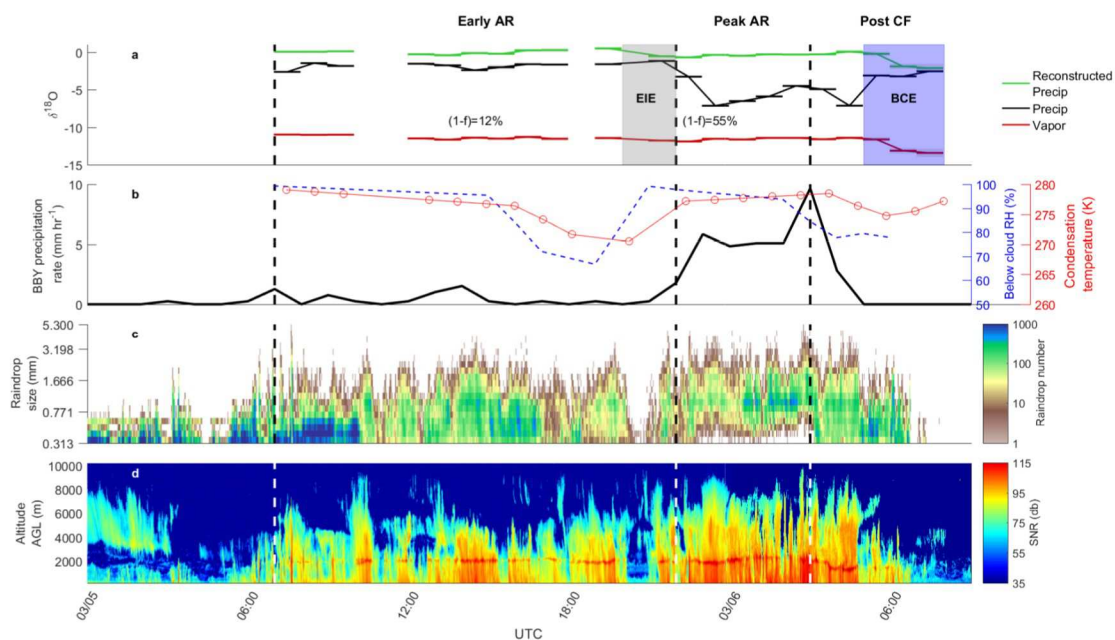 Early AR
Peak AR
Post CF
a
0
-5
-10
-15
δ18O
(1-f)=12%
EIE
(1-f)=55%
BCE
Reconstructed
Precip
Precip
Vapor
b
10
5
0
BBY precipitation
rate (mm hr-1)
100
90
80
70
60
50
Below cloud RH (%)
280
275
270
265
260
Condensation
temperature (K)
c
5.300
3.198
1.666
0.771
0.313
Raindrop
size (mm)
1000
100
10
1
Raindrop number
d
10000
8000
6000
4000
2000
Altitude
AGL (m)
115
95
75
55
35
SNR (db)
03/05
06:00
12:00
18:00
03/06
06:00
UTC